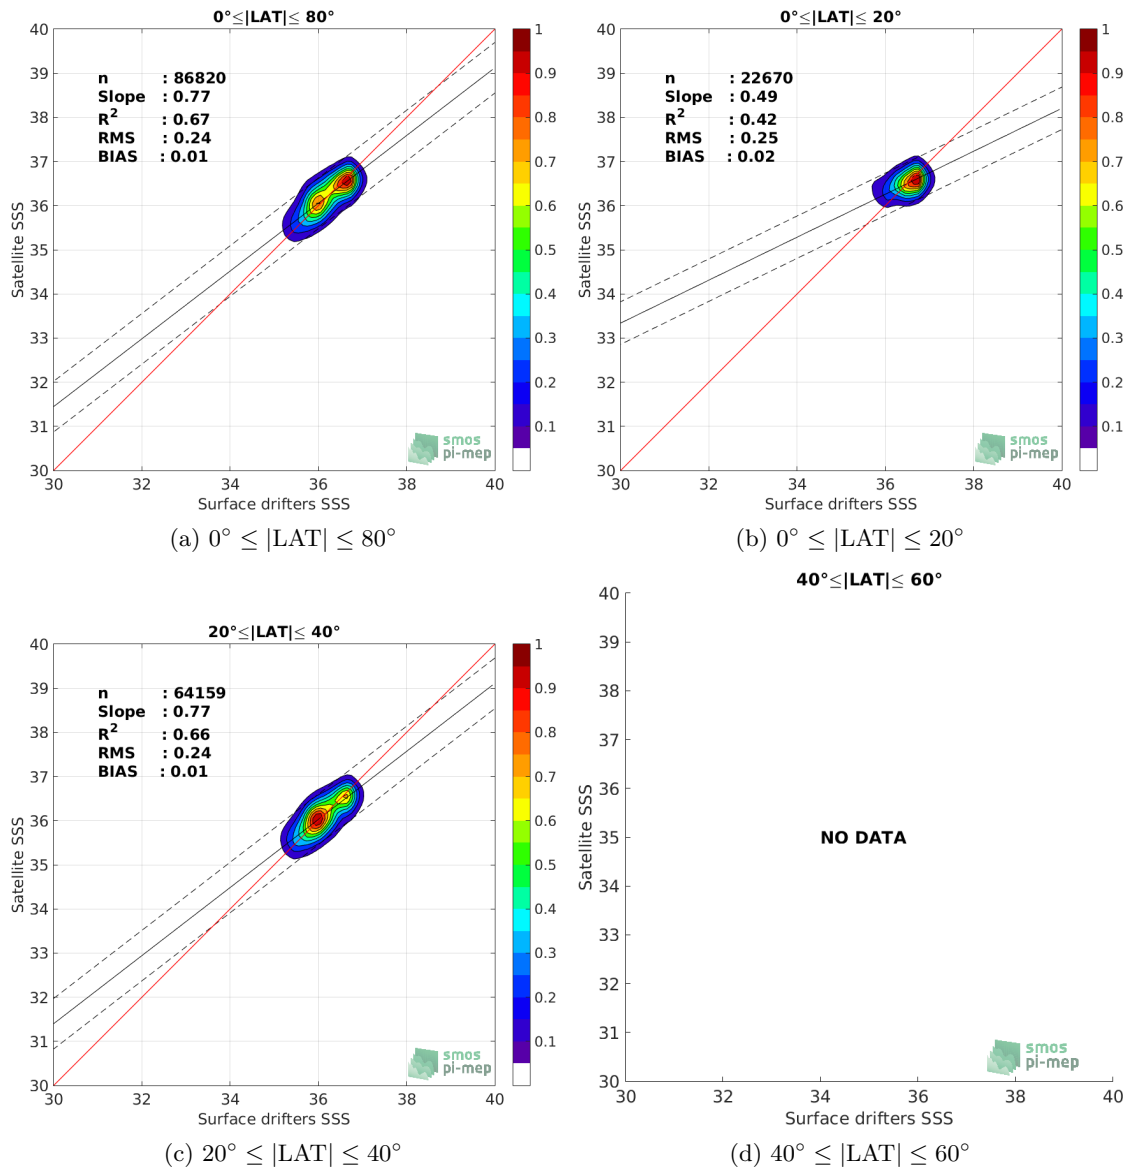 0°≤|LAT|≤ 80°
40
39
38
37
36
35
34
33
32
31
30
n : 86820
Slope : 0.77
R2 : 0.67
RMS : 0.24
BIAS : 0.01
Satellite SSS
smos
pi-mep
30 32 34 36 38 40
Surface drifters SSS
1
0.9
0.8
0.7
0.6
0.5
0.4
0.3
0.2
0.1
(a) 0° ≤ |LAT| ≤ 80°
0°≤|LAT|≤ 20°
40
39
38
37
36
35
34
33
32
31
30
n : 22670
Slope : 0.49
R2 : 0.42
RMS : 0.25
BIAS : 0.02
Satellite SSS
smos
pi-mep
30 32 34 36 38 40
Surface drifters SSS
1
0.9
0.8
0.7
0.6
0.5
0.4
0.3
0.2
0.1
(b) 0° ≤ |LAT| ≤ 20°
20°≤|LAT|≤ 40°
40
39
38
37
36
35
34
33
32
31
30
n : 64159
Slope : 0.77
R2 : 0.66
RMS : 0.24
BIAS : 0.01
Satellite SSS
smos
pi-mep
30 32 34 36 38 40
Surface drifters SSS
1
0.9
0.8
0.7
0.6
0.5
0.4
0.3
0.2
0.1
(c) 20° ≤ |LAT| ≤ 40°
40°≤|LAT|≤ 60°
40
39
38
37
36
35
34
33
32
31
30
Satellite SSS
NO DATA
smos
pi-mep
30 32 34 36 38 40
Surface drifters SSS
(d) 40° ≤ |LAT| ≤ 60°